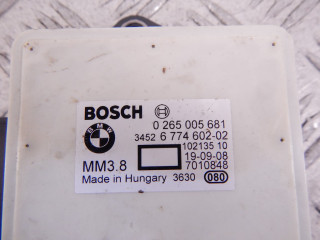 BOSCH
0 265 005 681
BMW
3452 6 774 602-02
102135 10
19-09-08
MM3.8 7010848
Made in Hungary 3630 080